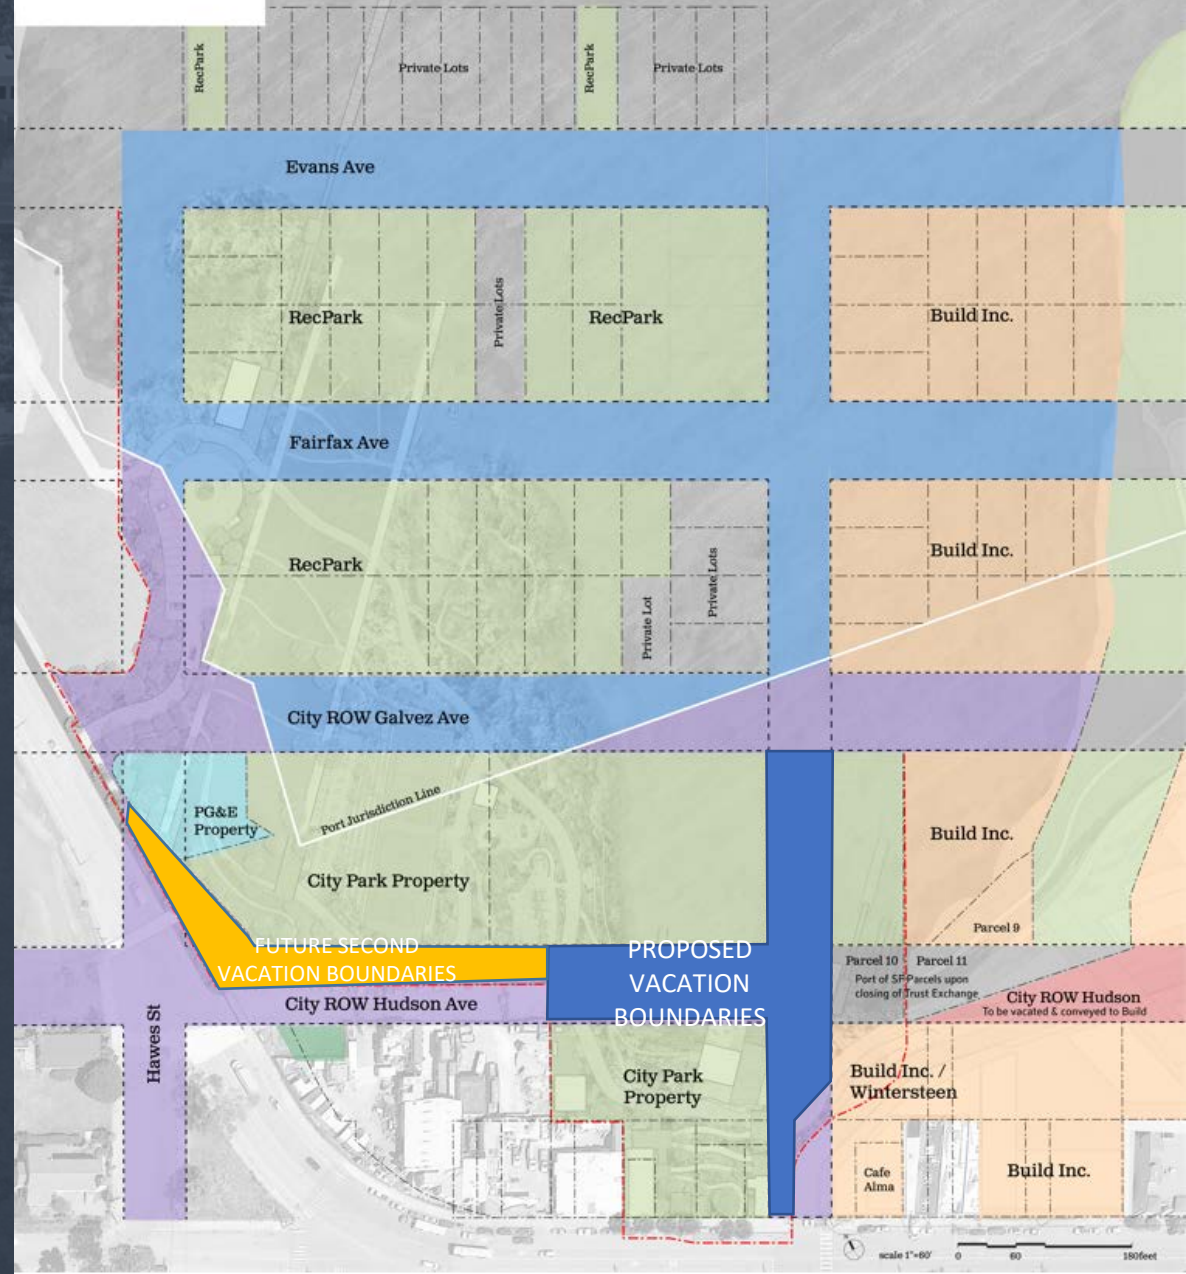 RecPark
Private Lots
RecPark
Private Lots
Evans Ave
RecPark
Private Lots
RecPark
Build Inc.
Fairfax Ave
RecPark
Private Lot
Private Lots
Build Inc.
City ROW Galvez Ave
PG&E
Property
Port Jurisdiction Line
City Park Property
Build Inc.
Parcel 9
FUTURE SECOND
VACATION BOUNDARIES
PROPOSED
VACATION
BOUNDARIES
Parcel 10
Parcel 11
Port of SF Parcels upon
closing of Trust Exchange
City ROW Hudson
To be vacated & conveyed to Build
City ROW Hudson Ave
Hawes St
City Park
Property
Build Inc. /
Wintersteen
Cafe
Alma
Build Inc.
scale 1"=60'
0 60 180feet